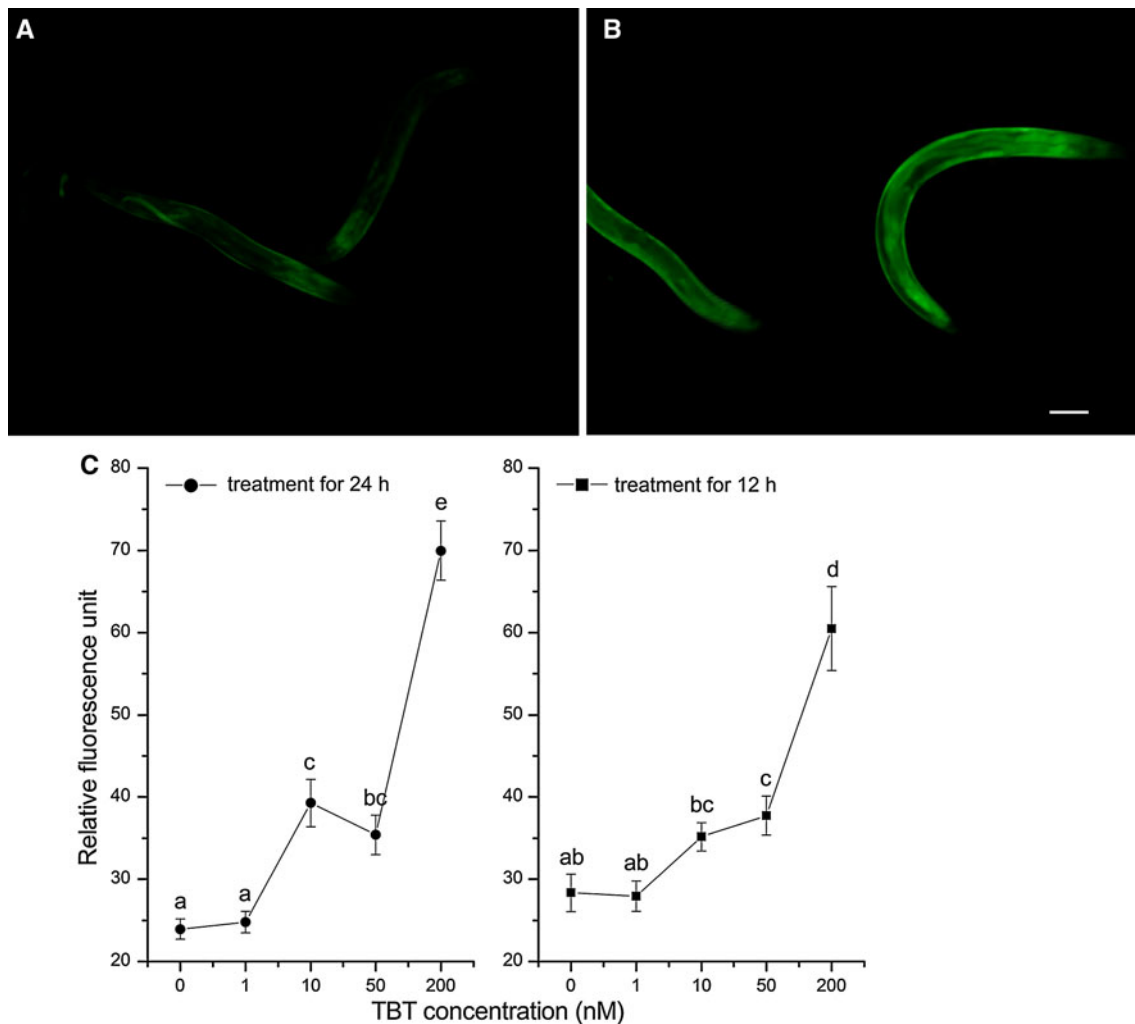 A
B
C
80
70
60
50
40
30
20
Relative fluorescence unit
treatment for 24 h
a
a
c
bc
e
0
1
10
50
200
80
70
60
50
40
30
20
treatment for 12 h
ab
ab
bc
c
d
0
1
10
50
200
TBT concentration (nM)